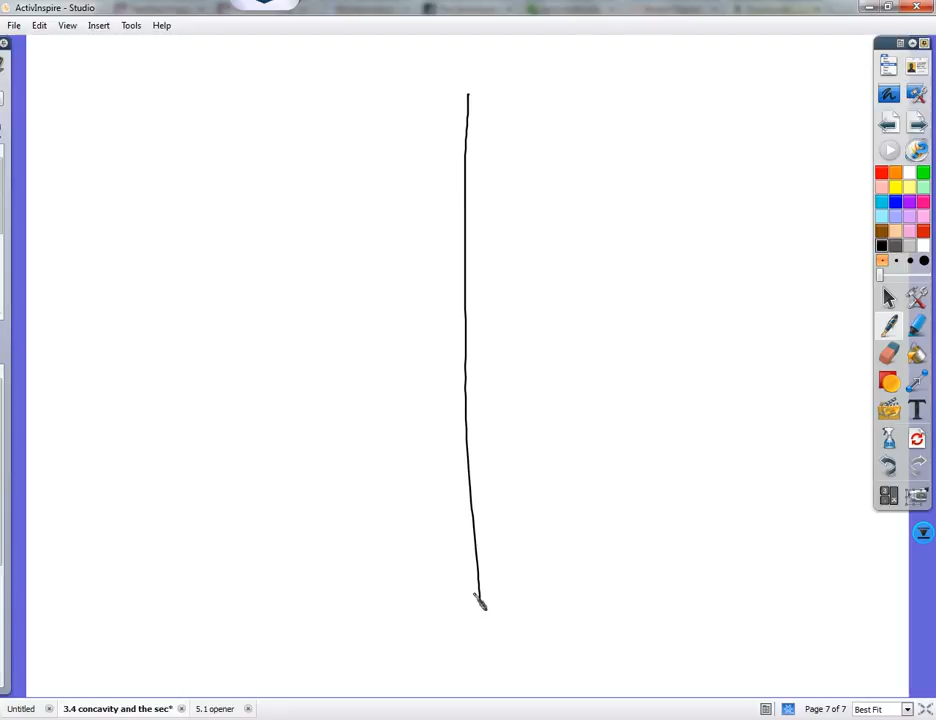 ActivInspire - Studio
File Edit View Insert Tools Help
Untitled 3.4 concavity and the sec* 5.1 opener Page 7 of 7 Best Fit